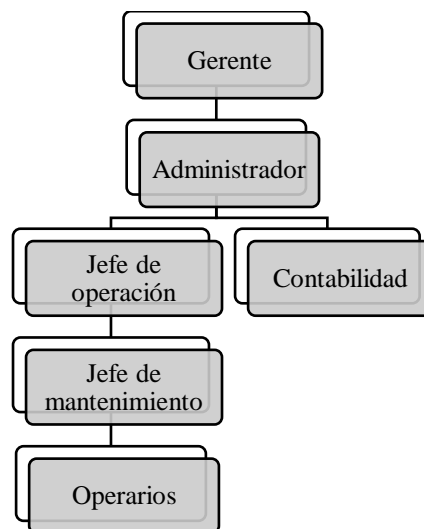 Gerente
Administrador
Jefe de
operación
Contabilidad
Jefe de
mantenimiento
Operarios